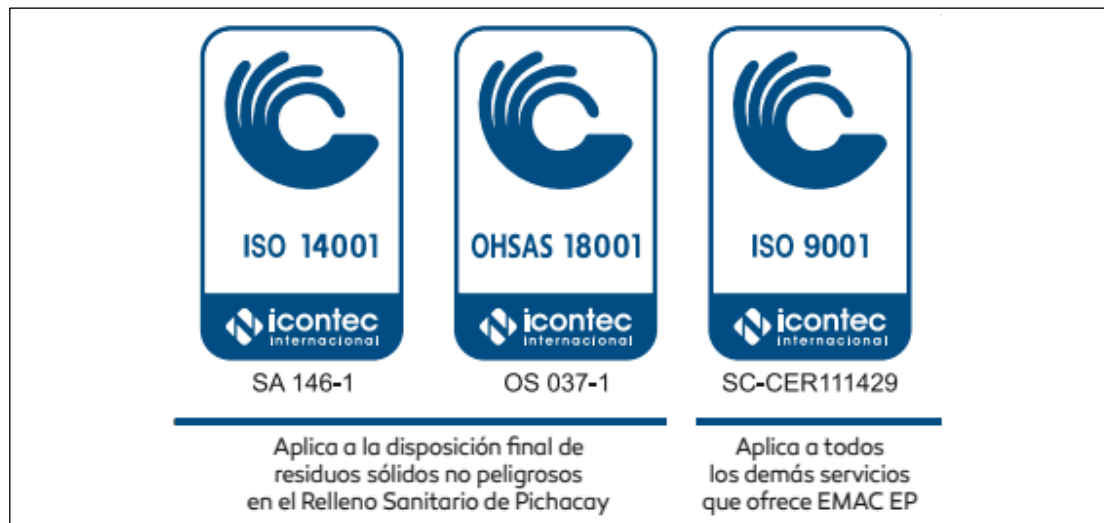 ISO 14001
icontec
internacional
SA 146-1
OHSAS 18001
icontec
internacional
OS 037-1
ISO 9001
icontec
internacional
SC-CER111429
Aplica a la disposición final de
residuos sólidos no peligrosos
en el Relleno Sanitario de Pichacay
Aplica a todos
los demás servicios
que ofrece EMAC EP